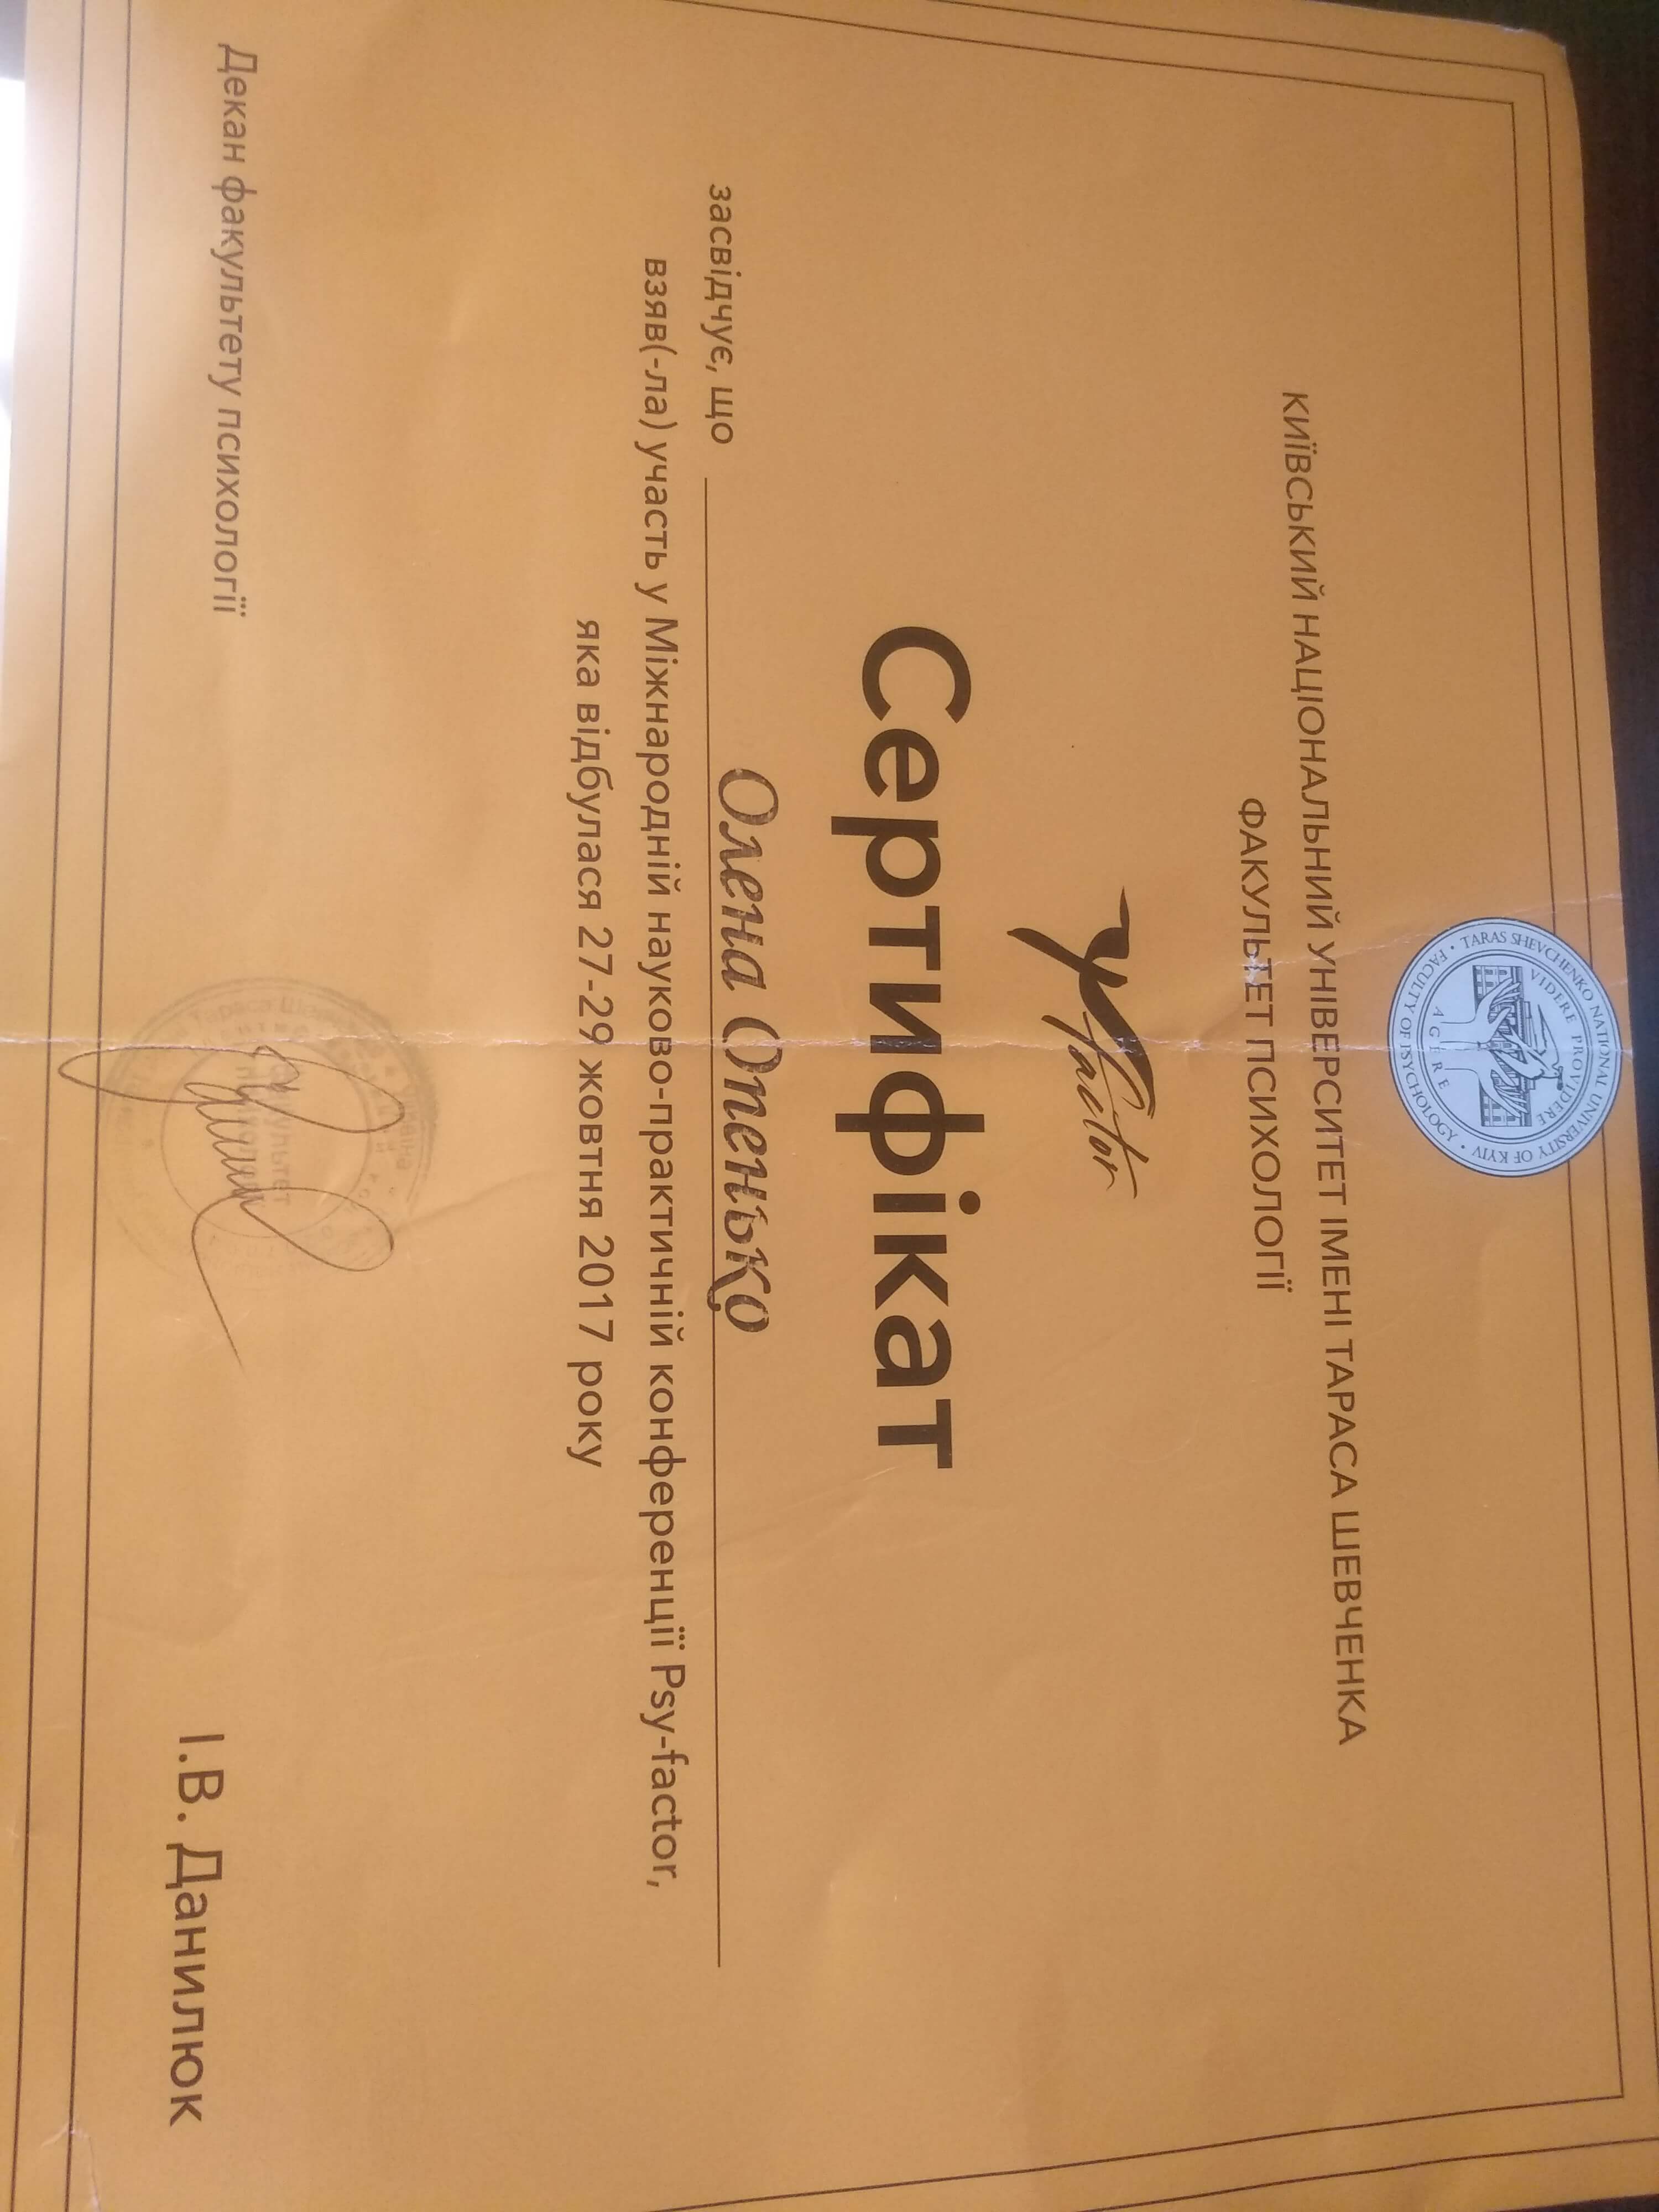 TARAS SHEVCHENKO NATIONAL UNIVERSITY OF KYIV • FACULTY OF PSYCHOLOGY •
VIDERE PROVIDERE AGERE
КИЇВСЬКИЙ НАЦІОНАЛЬНИЙ УНІВЕРСИТЕТ ІМЕНІ ТАРАСА ШЕВЧЕНКА
ФАКУЛЬТЕТ ПСИХОЛОГІЇ
factor
Сертифікат
засвідчує, що Олена Опенько
взяв(-ла) участь у Міжнародній науково-практичній конференції Psy-factor,
яка відбулася 27-29 жовтня 2017 року
Декан факультету психології І.В. Данилюк